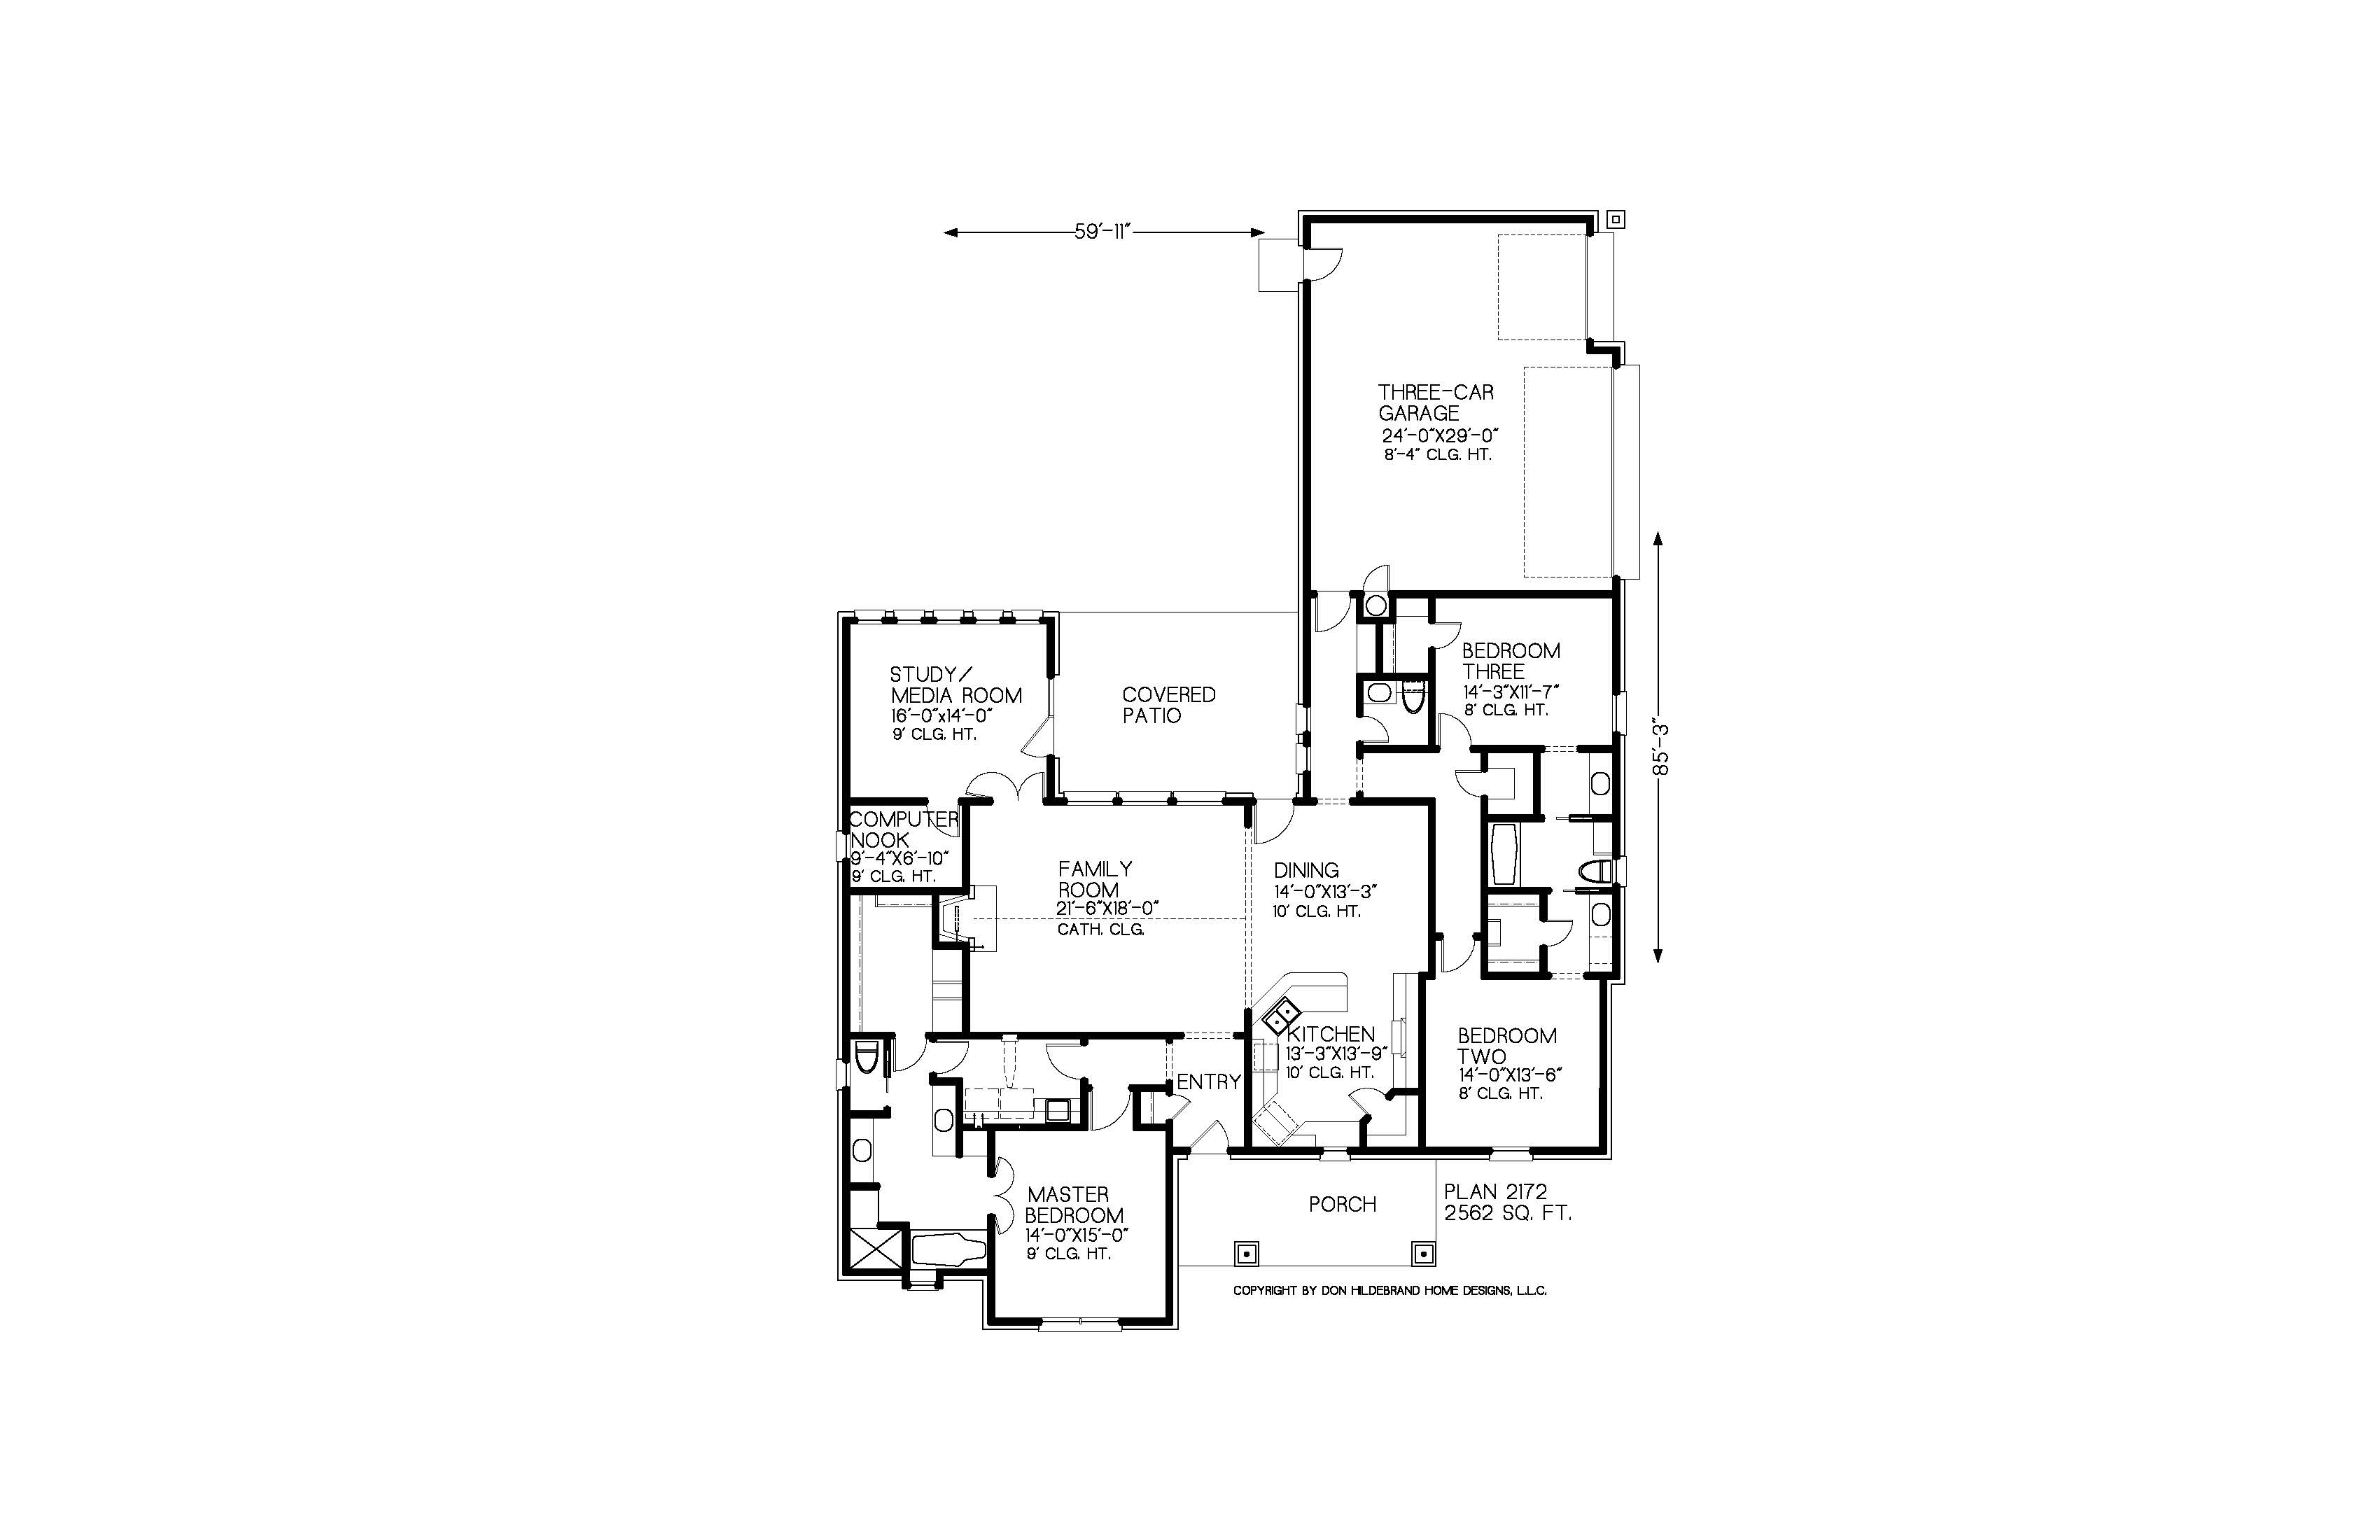 59'-11"
THREE-CAR
GARAGE
24'-0"X29'-0"
8'-4" CLG. HT.
STUDY/
MEDIA ROOM
16'-0"x14'-0"
9' CLG. HT.
COVERED
PATIO
BEDROOM
THREE
14'-3"X11'-7"
8' CLG. HT.
85'-3"
COMPUTER
NOOK
9'-4"X6'-10"
9' CLG. HT.
FAMILY
ROOM
21'-6"X18'-0"
CATH. CLG.
DINING
14'-0"X13'-3"
10' CLG. HT.
KITCHEN
13'-3"X13'-9"
10' CLG. HT.
BEDROOM
TWO
14'-0"X13'-6"
8' CLG. HT.
ENTRY
MASTER
BEDROOM
14'-0"X15'-0"
9' CLG. HT.
PORCH
PLAN 2172
2562 SQ. FT.
COPYRIGHT BY DON HILDEBRAND HOME DESIGNS, L.L.C.